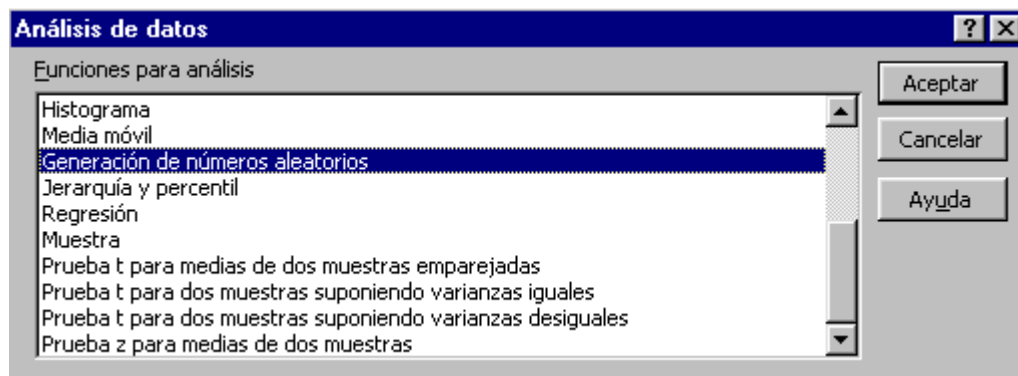 Análisis de datos
Funciones para análisis
Histograma
Media móvil
Generación de números aleatorios
Jerarquía y percentil
Regresión
Muestra
Prueba t para medias de dos muestras emparejadas
Prueba t para dos muestras suponiendo varianzas iguales
Prueba t para dos muestras suponiendo varianzas desiguales
Prueba z para medias de dos muestras
Aceptar
Cancelar
Ayuda